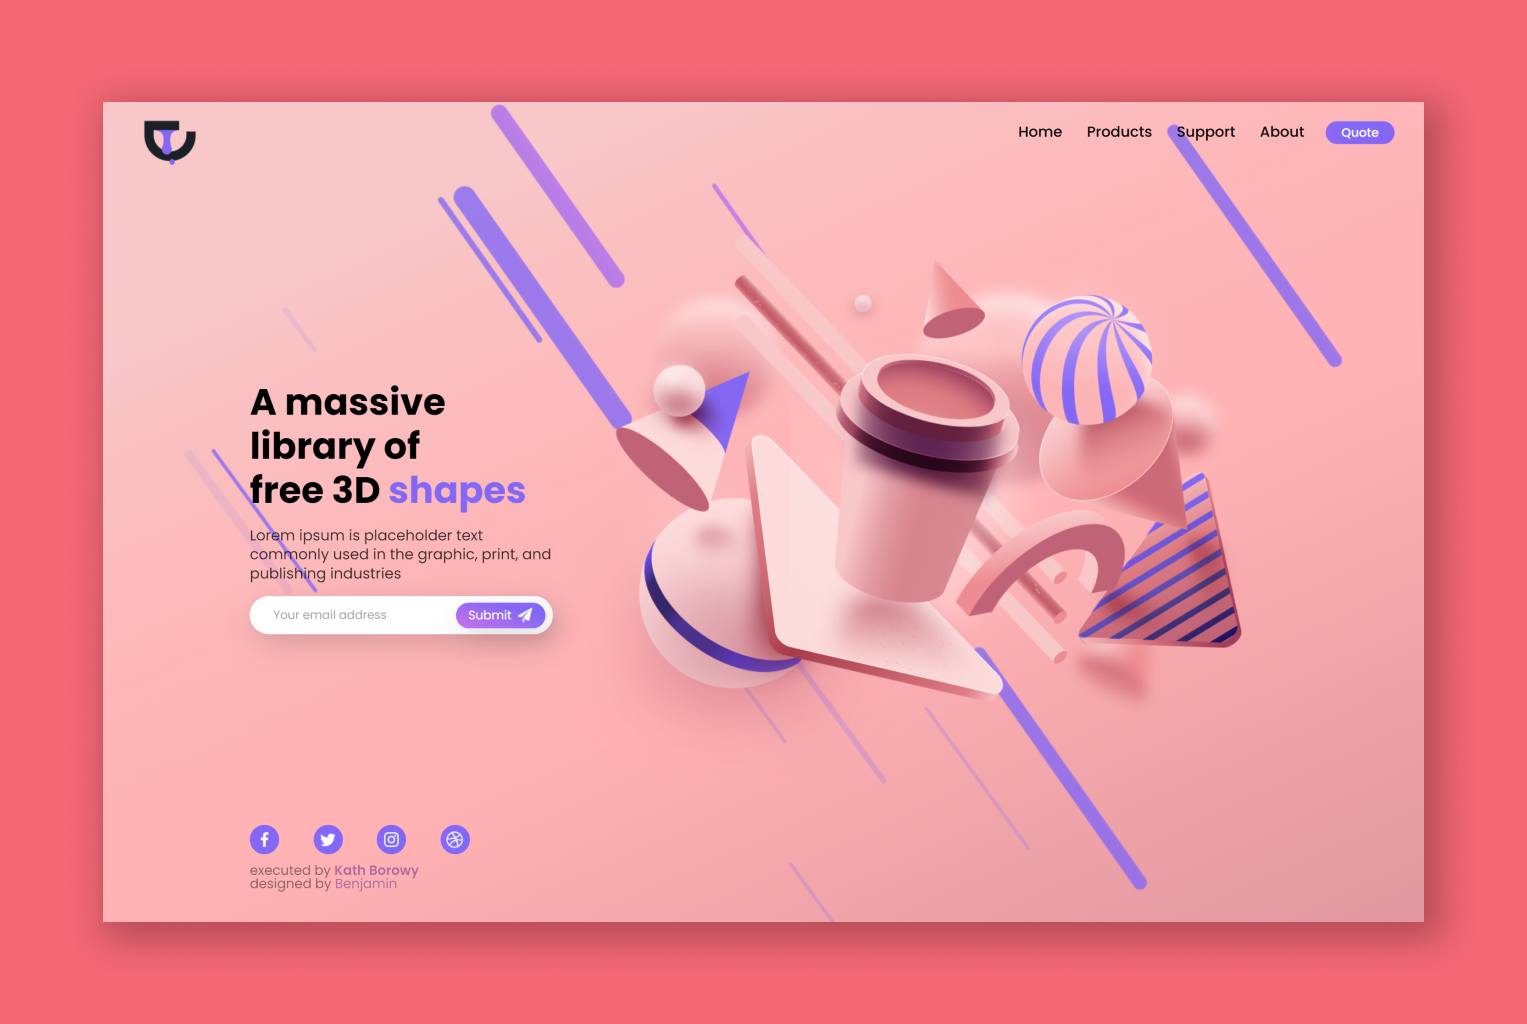 Home Products Support About Quote
A massive
library of
free 3D shapes
Lorem ipsum is placeholder text
commonly used in the graphic, print, and
publishing industries
Your email address Submit
executed by Kath Borowy
designed by Benjamin